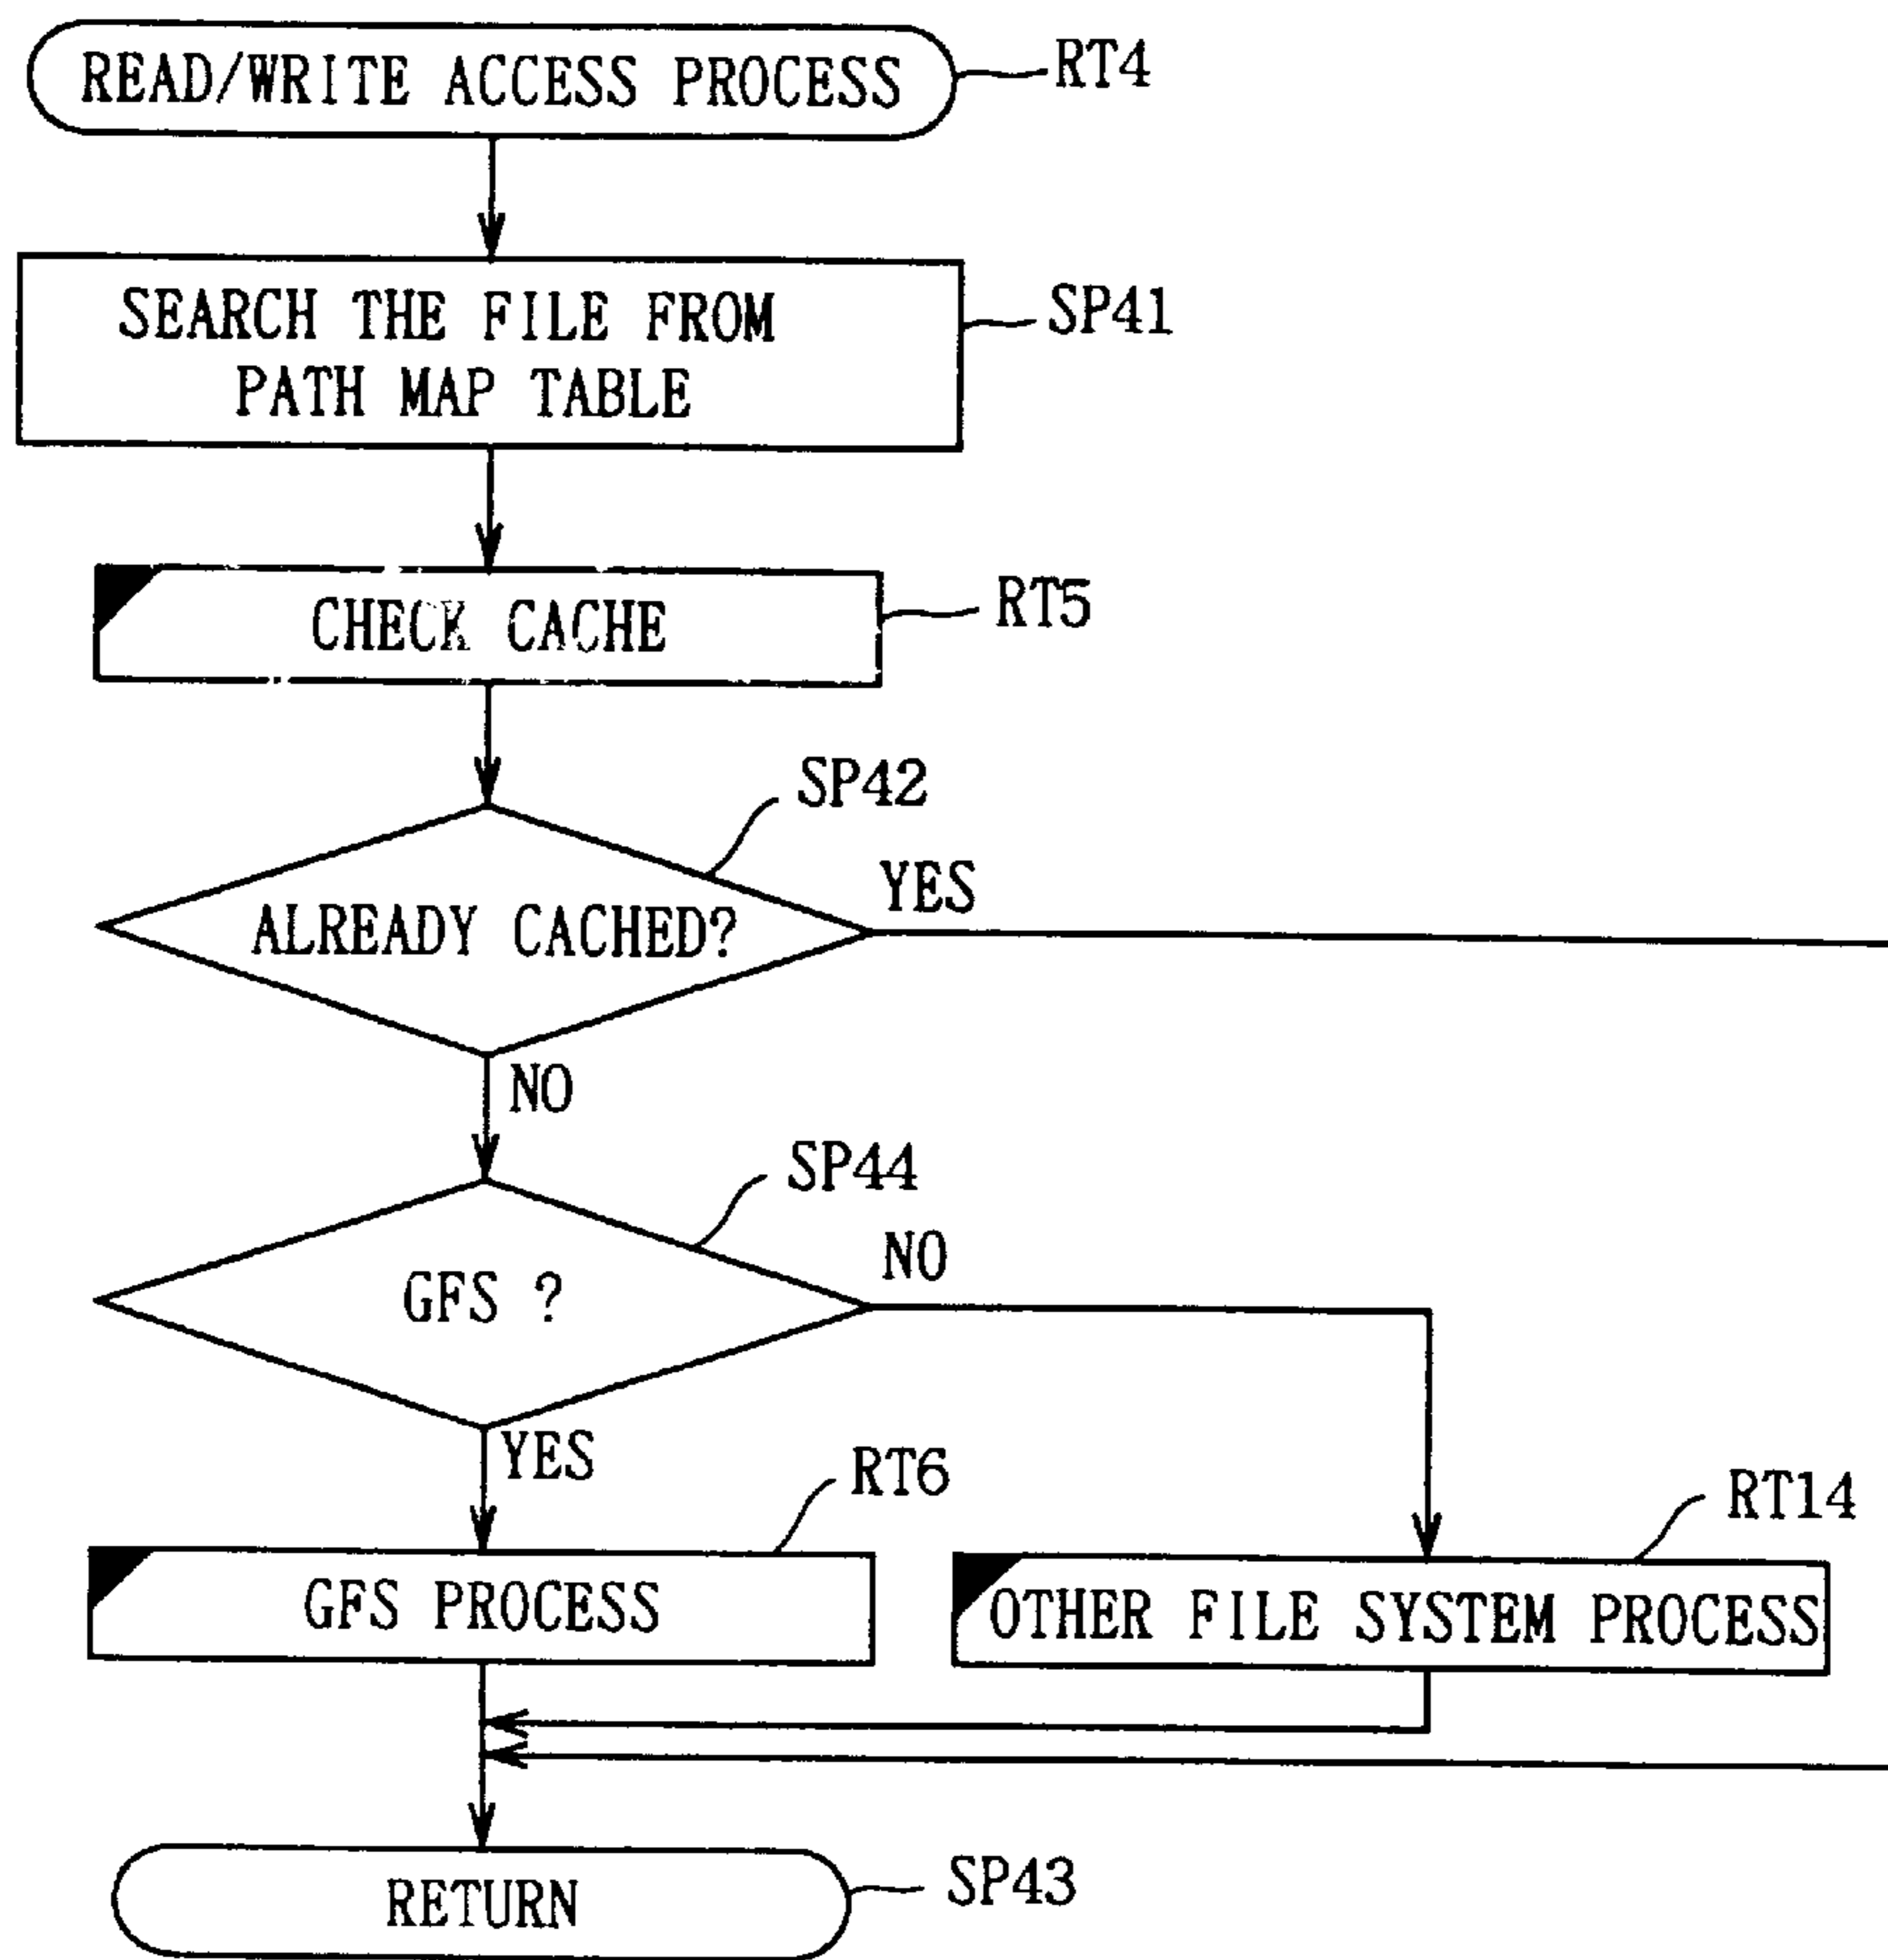 READ/WRITE ACCESS PROCESS
RT4
SEARCH THE FILE FROM
PATH MAP TABLE
SP41
CHECK CACHE
RT5
SP42
ALREADY CACHED?
YES
NO
SP44
GFS ?
NO
YES
RT6
RT14
GFS PROCESS
OTHER FILE SYSTEM PROCESS
RETURN
SP43